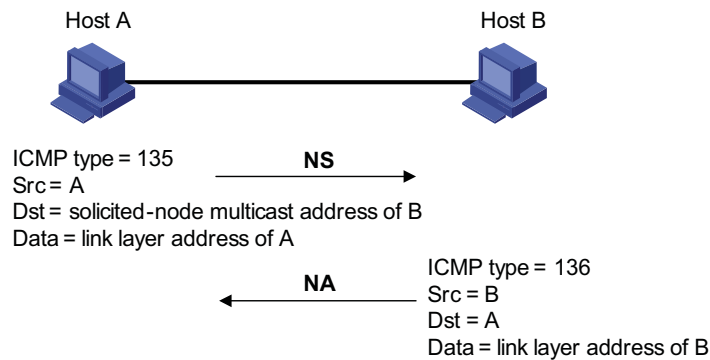 Host A
Host B
ICMP type = 135
Src = A
Dst = solicited-node multicast address of B
Data = link layer address of A
NS
NA
ICMP type = 136
Src = B
Dst = A
Data = link layer address of B